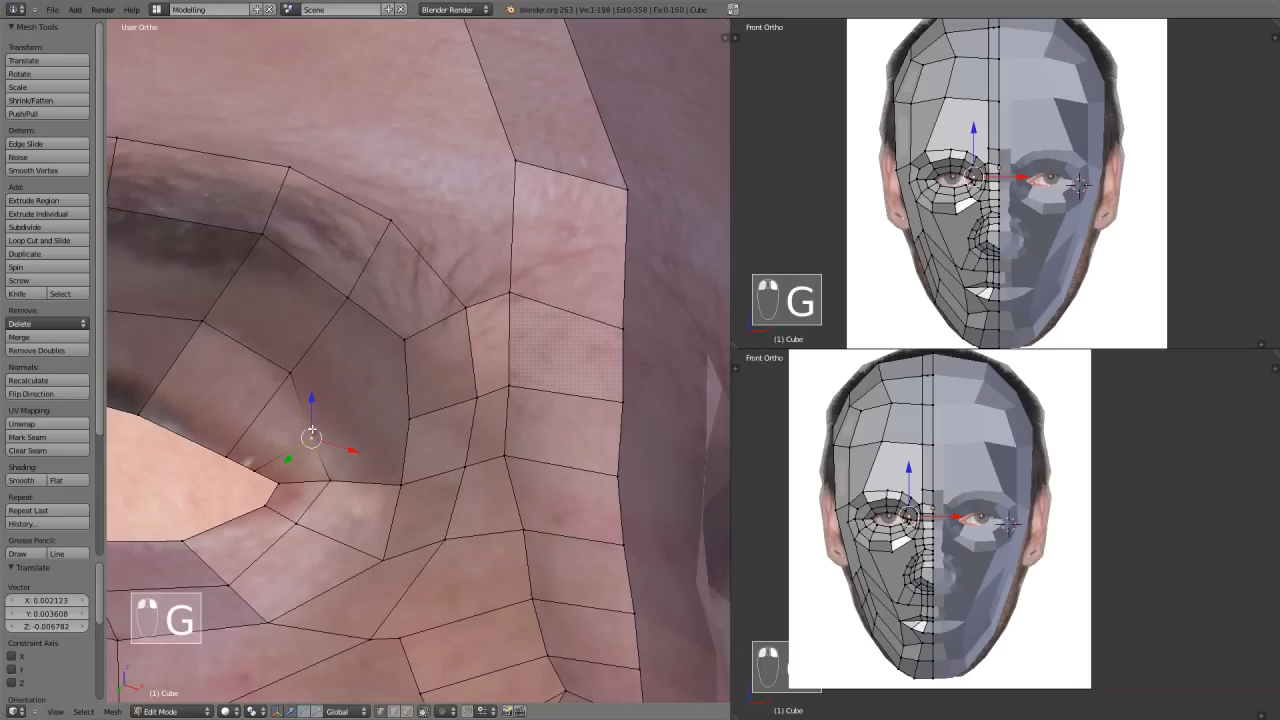 File Add Render Help Modelling Scene Blender Render blender.org 263 | Ve:1-198 | Ed:0-358 | Fa:0-160 | Cube
Mesh Tools
Transform:
Translate
Rotate
Scale
Shrink/Fatten
Push/Pull
Deform:
Edge Slide
Noise
Smooth Vertex
Add:
Extrude Region
Extrude Individual
Subdivide
Loop Cut and Slide
Duplicate
Spin
Screw
Knife Select
Remove:
Delete
Merge
Remove Doubles
Normals:
Recalculate
Flip Direction
UV Mapping:
Unwrap
Mark Seam
Clear Seam
Shading:
Smooth Flat
Repeat:
Repeat Last
History...
Grease Pencil:
Draw Line
Translate
Vector
X: 0.002123
Y: 0.003608
Z: -0.006782
Constraint Axis
X
Y
Z
Orientation
User Ortho
G
(1) Cube
View Select Mesh Edit Mode Global
Front Ortho
G
(1) Cube
Front Ortho
(1) Cube